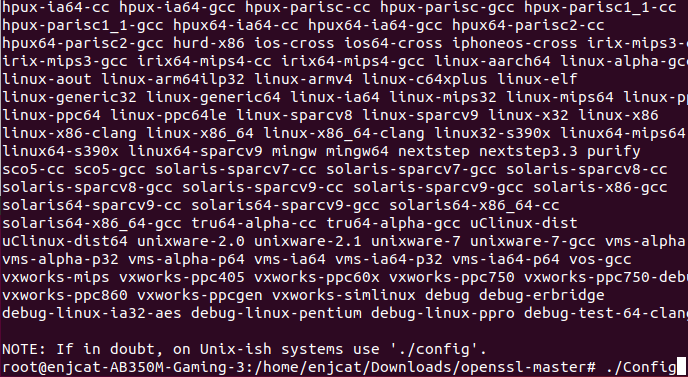 hpux-ia64-cc hpux-ia64-gcc hpux-parisc-cc hpux-parisc-gcc hpux-parisc1_1-cc
hpux-parisc1_1-gcc hpux64-ia64-cc hpux64-ia64-gcc hpux64-parisc2-cc
hpux64-parisc2-gcc hurd-x86 ios-cross ios64-cross iphoneos-cross irix-mips3-c
irix-mips3-gcc irix64-mips4-cc irix64-mips4-gcc linux-aarch64 linux-alpha-gcc
linux-aout linux-arm64ilp32 linux-armv4 linux-c64xplus linux-elf
linux-generic32 linux-generic64 linux-ia64 linux-mips32 linux-mips64 linux-pp
linux-ppc64 linux-ppc64le linux-sparcv8 linux-sparcv9 linux-x32 linux-x86
linux-x86-clang linux-x86_64 linux-x86_64-clang linux32-s390x linux64-mips64
linux64-s390x linux64-sparcv9 mingw mingw64 nextstep nextstep3.3 purify
sco5-cc sco5-gcc solaris-sparcv7-cc solaris-sparcv7-gcc solaris-sparcv8-cc
solaris-sparcv8-gcc solaris-sparcv9-cc solaris-sparcv9-gcc solaris-x86-gcc
solaris64-sparcv9-cc solaris64-sparcv9-gcc solaris64-x86_64-cc
solaris64-x86_64-gcc tru64-alpha-cc tru64-alpha-gcc uClinux-dist
uClinux-dist64 unixware-2.0 unixware-2.1 unixware-7 unixware-7-gcc vms-alpha
vms-alpha-p32 vms-alpha-p64 vms-ia64 vms-ia64-p32 vms-ia64-p64 vos-gcc
vxworks-mips vxworks-ppc405 vxworks-ppc60x vxworks-ppc750 vxworks-ppc750-debu
vxworks-ppc860 vxworks-ppcgen vxworks-simlinux debug debug-erbridge
debug-linux-ia32-aes debug-linux-pentium debug-linux-ppro debug-test-64-clang
NOTE: If in doubt, on Unix-ish systems use './config'.
root@enjcat-AB350M-Gaming-3:/home/enjcat/Downloads/openssl-master# ./Config